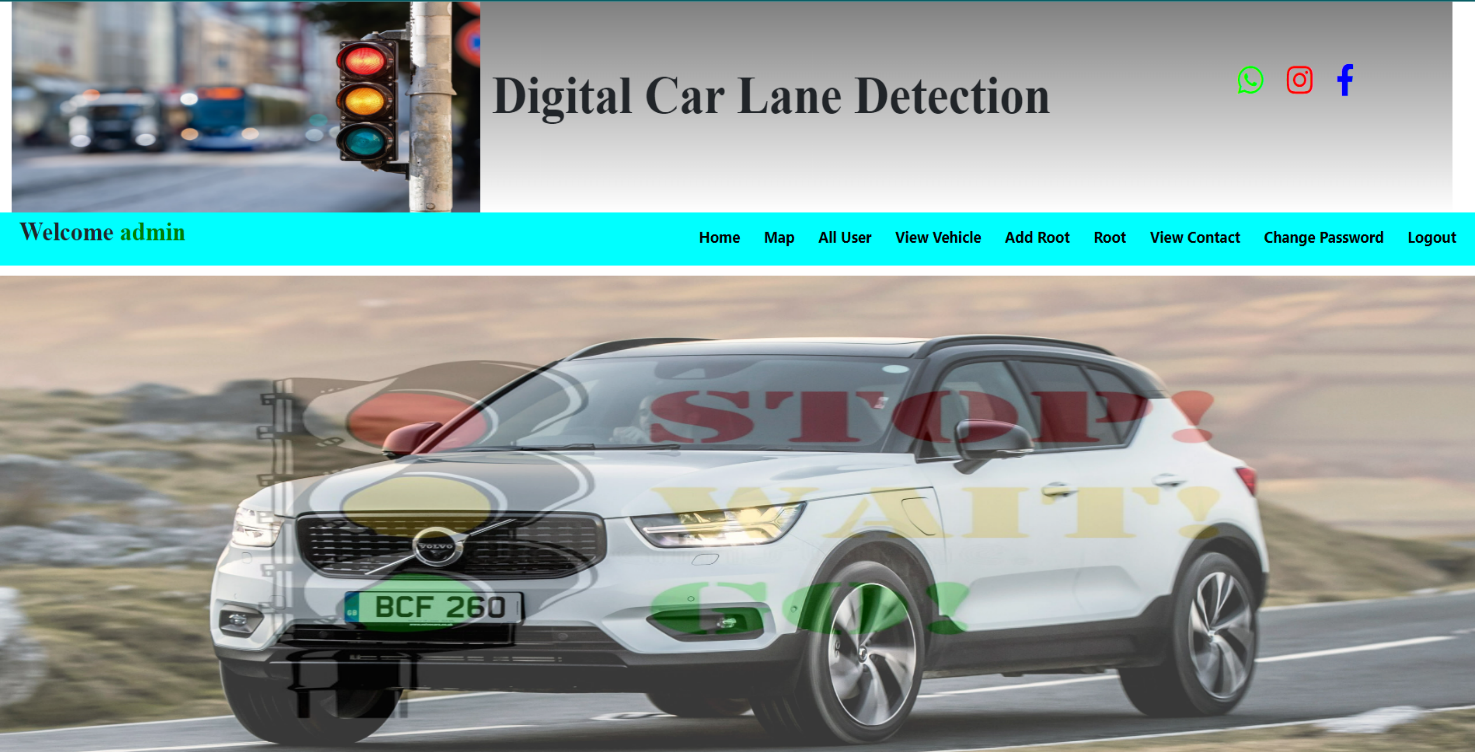 Digital Car Lane Detection
Welcome admin
Home Map All User View Vehicle Add Root Root View Contact Change Password Logout
STOP!
WAIT!
GO!
VOLVO
BCF 260